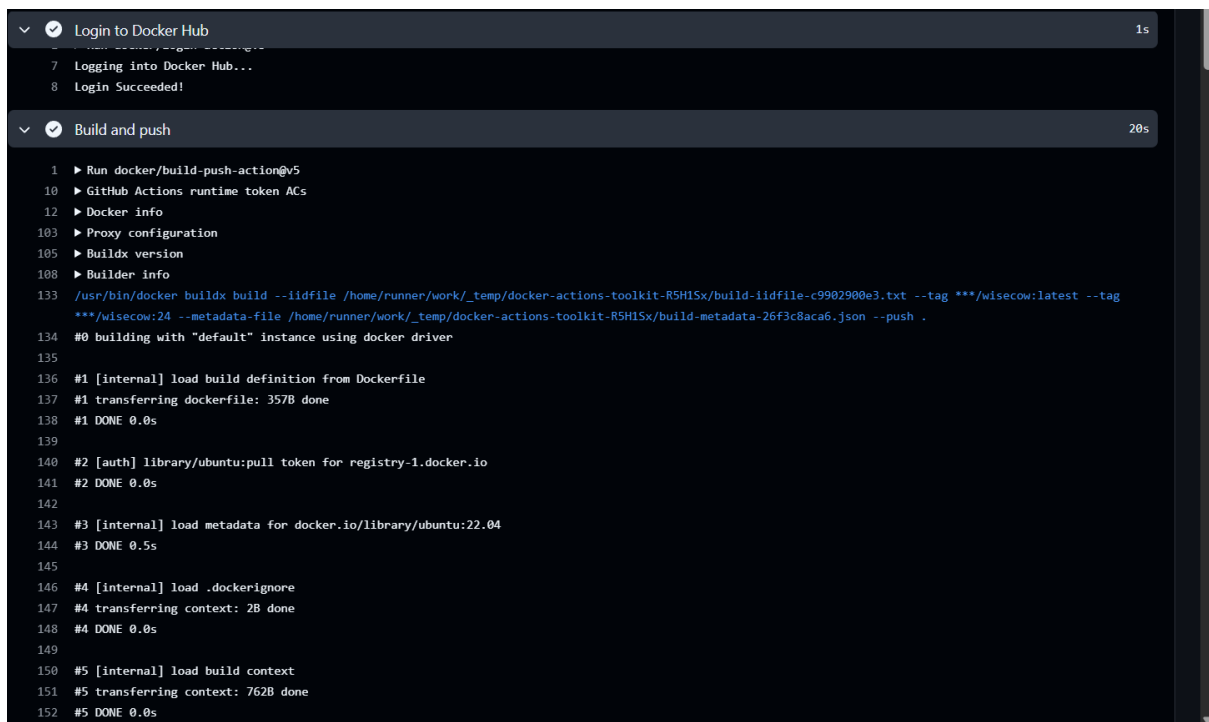 Login to Docker Hub 1s
7 Logging into Docker Hub...
8 Login Succeeded!
Build and push 20s
1 ▶ Run docker/build-push-action@v5
10 ▶ GitHub Actions runtime token ACs
12 ▶ Docker info
103 ▶ Proxy configuration
105 ▶ Buildx version
108 ▶ Builder info
133 /usr/bin/docker buildx build --iidfile /home/runner/work/_temp/docker-actions-toolkit-R5H1Sx/build-iidfile-c9902900e3.txt --tag ***/wisecow:latest --tag
***/wisecow:24 --metadata-file /home/runner/work/_temp/docker-actions-toolkit-R5H1Sx/build-metadata-26f3c8aca6.json --push .
134 #0 building with "default" instance using docker driver
135
136 #1 [internal] load build definition from Dockerfile
137 #1 transferring dockerfile: 357B done
138 #1 DONE 0.0s
139
140 #2 [auth] library/ubuntu:pull token for registry-1.docker.io
141 #2 DONE 0.0s
142
143 #3 [internal] load metadata for docker.io/library/ubuntu:22.04
144 #3 DONE 0.5s
145
146 #4 [internal] load .dockerignore
147 #4 transferring context: 2B done
148 #4 DONE 0.0s
149
150 #5 [internal] load build context
151 #5 transferring context: 762B done
152 #5 DONE 0.0s